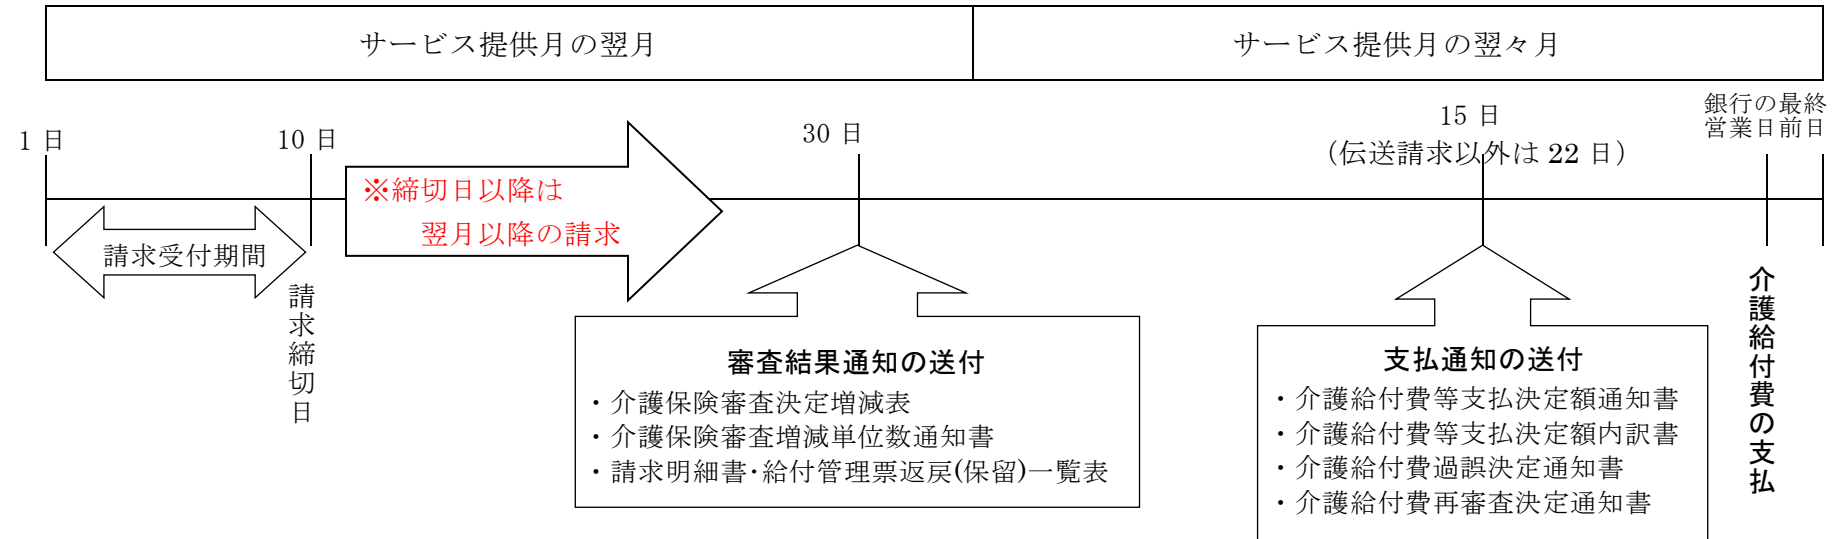 サービス提供月の翌月
サービス提供月の翌々月
1 日
10 日
30 日
15 日
（伝送請求以外は 22 日）
銀行の最終
営業日前日
※締切日以降は
翌月以降の請求
請求受付期間
請求締切日
審査結果通知の送付
・介護保険審査決定増減表
・介護保険審査増減単位数通知書
・請求明細書・給付管理票返戻(保留)一覧表
支払通知の送付
・介護給付費等支払決定額通知書
・介護給付費等支払決定額内訳書
・介護給付費過誤決定通知書
・介護給付費再審査決定通知書
介護給付費の支払